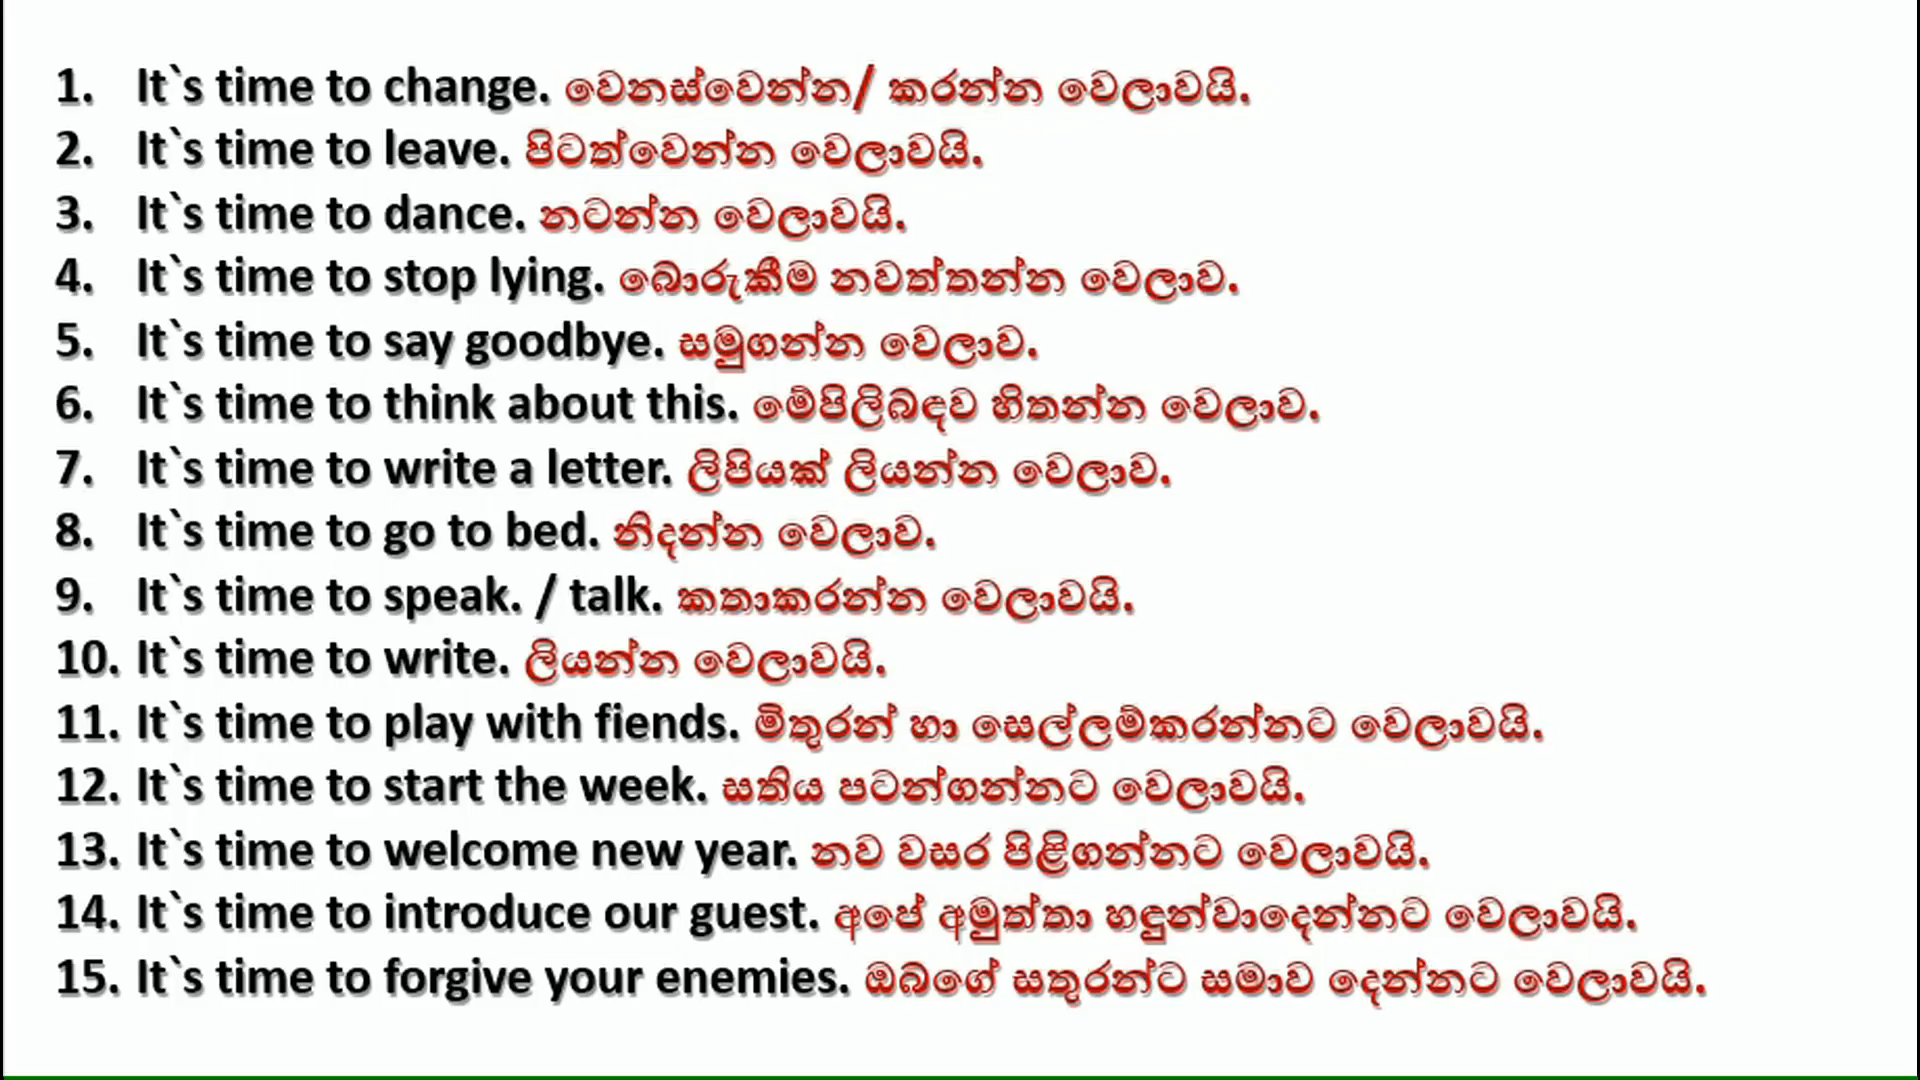 1. It`s time to change. වෙනස්වෙන්න/ කරන්න වෙලාවයි.
2. It`s time to leave. පිටත්වෙන්න වෙලාවයි.
3. It`s time to dance. නටන්න වෙලාවයි.
4. It`s time to stop lying. බොරුකීම නවත්තන්න වෙලාව.
5. It`s time to say goodbye. සමුගන්න වෙලාව.
6. It`s time to think about this. මේපිලිබඳව හිතන්න වෙලාව.
7. It`s time to write a letter. ලිපියක් ලියන්න වෙලාව.
8. It`s time to go to bed. නිදන්න වෙලාව.
9. It`s time to speak. / talk. කතාකරන්න වෙලාවයි.
10. It`s time to write. ලියන්න වෙලාවයි.
11. It`s time to play with fiends. මිතුරන් හා සෙල්ලම්කරන්නට වෙලාවයි.
12. It`s time to start the week. සතිය පටන්ගන්නට වෙලාවයි.
13. It`s time to welcome new year. නව වසර පිළිගන්නට වෙලාවයි.
14. It`s time to introduce our guest. අපේ අමුත්තා හඳුන්වාදෙන්නට වෙලාවයි.
15. It`s time to forgive your enemies. ඔබගේ සතුරන්ට සමාව දෙන්නට වෙලාවයි.